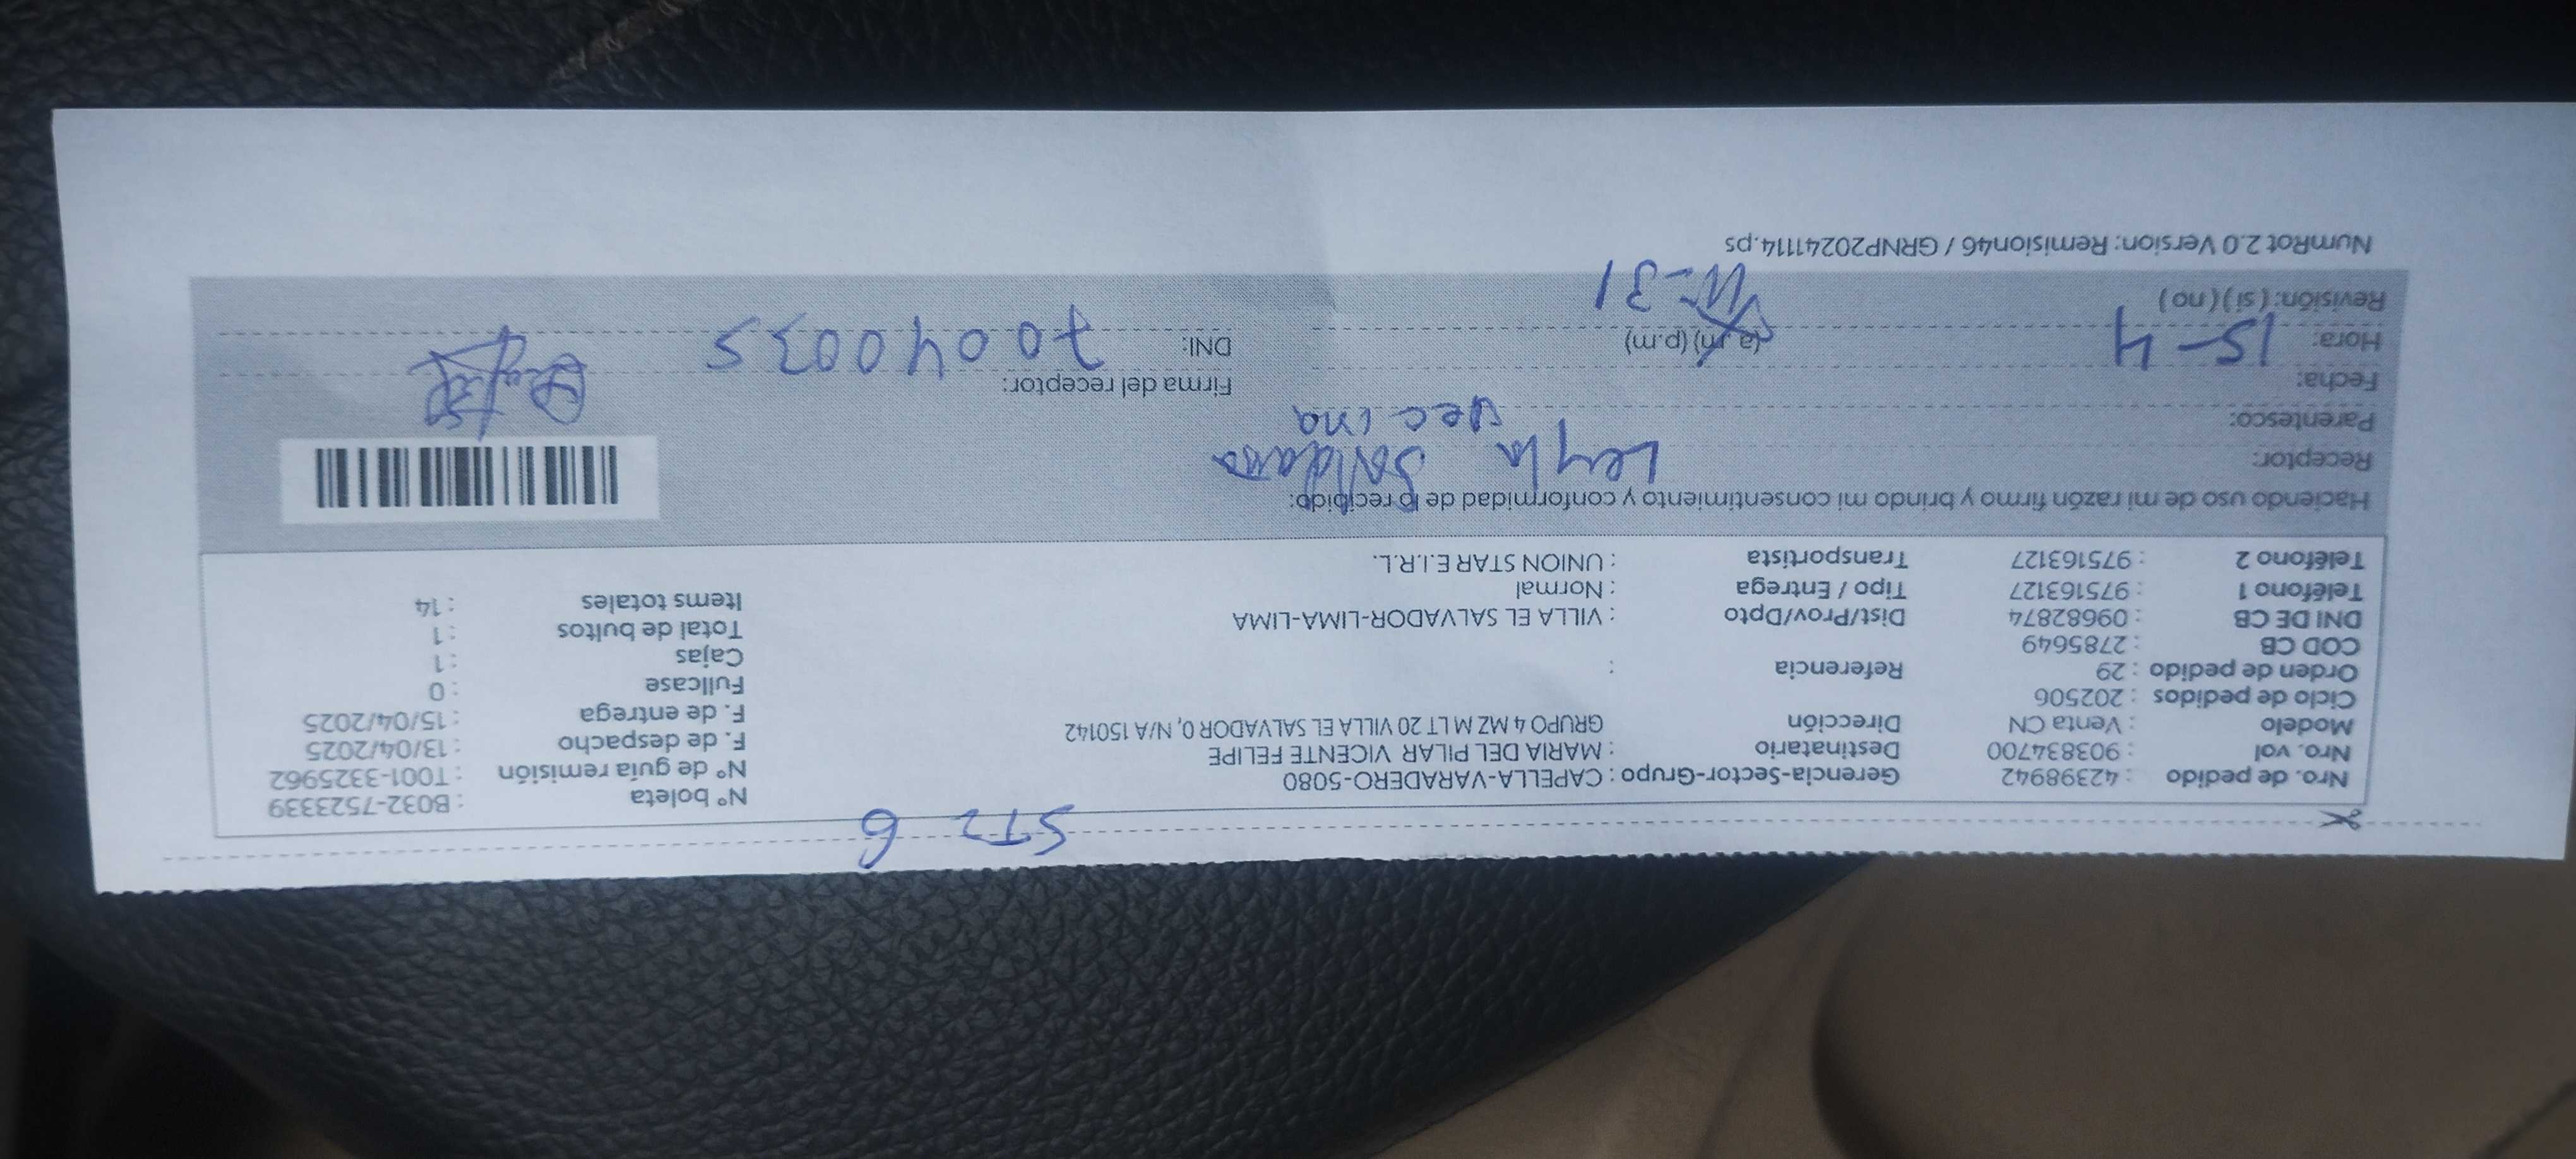 ST2 6
Nro. de pedido : 42398942 Gerencia-Sector-Grupo : CAPELLA-VARADERO-5080 N° boleta : B032-7523339
Nro. vol : 903834700 Destinatario : MARIA DEL PILAR VICENTE FELIPE N° de guía remisión : T001-3325962
Modelo : Venta CN Dirección GRUPO 4 MZ M LT 20 VILLA EL SALVADOR 0, N/A 150142 F. de despacho : 13/04/2025
Ciclo de pedidos : 202506 F. de entrega : 15/04/2025
Orden de pedido : 29 Referencia : Fullcase : 0
COD CB : 2785649 Cajas : 1
DNI DE CB : 09682874 Dist/Prov/Dpto : VILLA EL SALVADOR-LIMA-LIMA Total de bultos : 1
Teléfono 1 : 975163127 Tipo / Entrega : Normal Items totales : 14
Teléfono 2 : 975163127 Transportista : UNION STAR E.I.R.L.
Haciendo uso de mi razón firmo y brindo mi consentimiento y conformidad de lo recibido:
Receptor: Leyla Saldaña
Parentesco: vecina
Fecha: 15-4 Firma del receptor:
Hora: (a.m) (p.m) DNI: 70040035
Revisión: (si) (no) M-31
NumRot 2.0 Version: Remision46 / GRNP20241114.ps